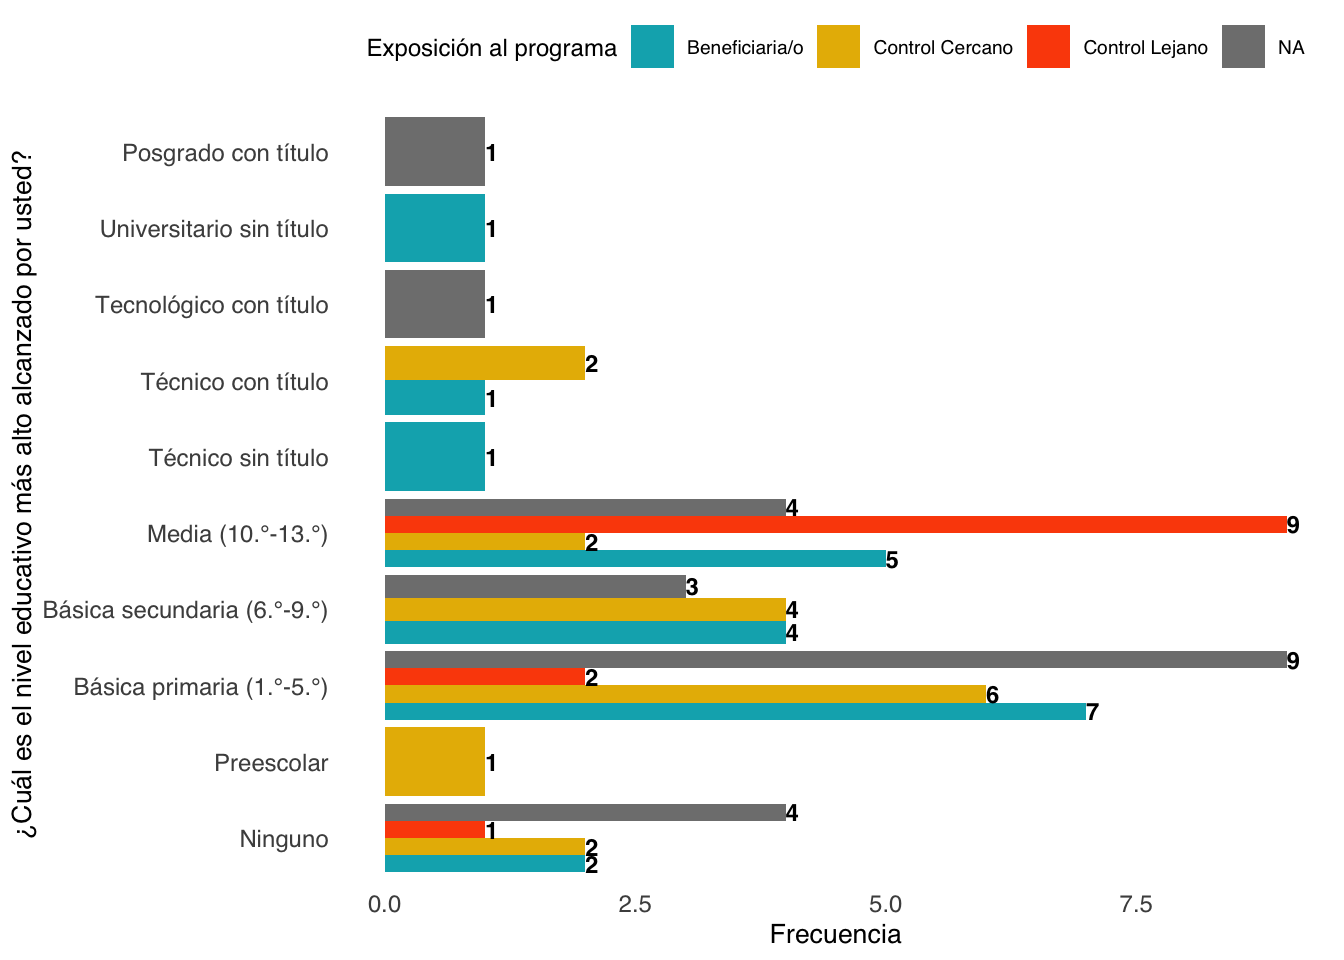 Exposición al programa Beneficiaria/o Control Cercano Control Lejano NA
¿Cuál es el nivel educativo más alto alcanzado por usted?
Posgrado con título 1
Universitario sin título 1
Tecnológico con título 1
2
Técnico con título
1
Técnico sin título 1
4
9
Media (10.°-13.°)
2
5
3
Básica secundaria (6.°-9.°) 4
4
9
2
Básica primaria (1.°-5.°)
6
7
Preescolar 1
4
1
Ninguno
2
2
0.0 2.5 5.0 7.5
Frecuencia